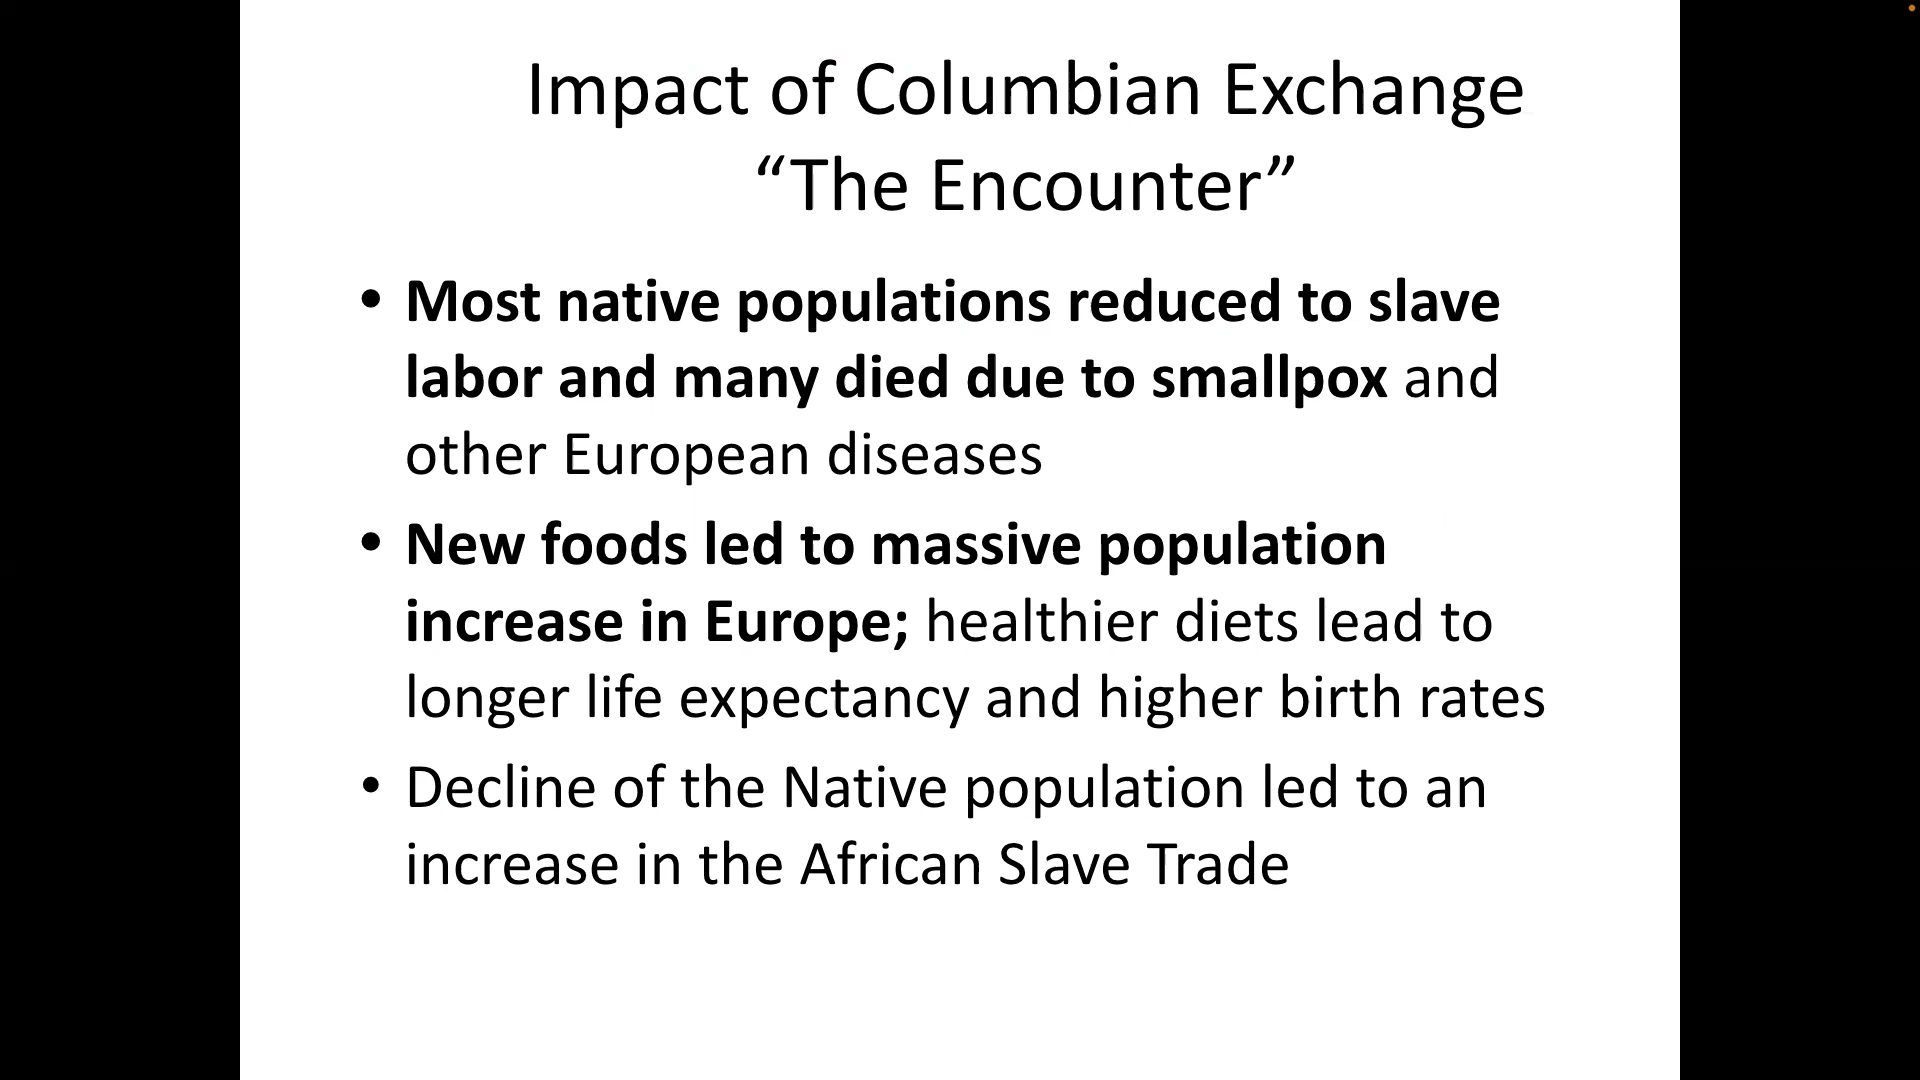 Impact of Columbian Exchange
“The Encounter”
• Most native populations reduced to slave
labor and many died due to smallpox and
other European diseases
• New foods led to massive population
increase in Europe; healthier diets lead to
longer life expectancy and higher birth rates
• Decline of the Native population led to an
increase in the African Slave Trade